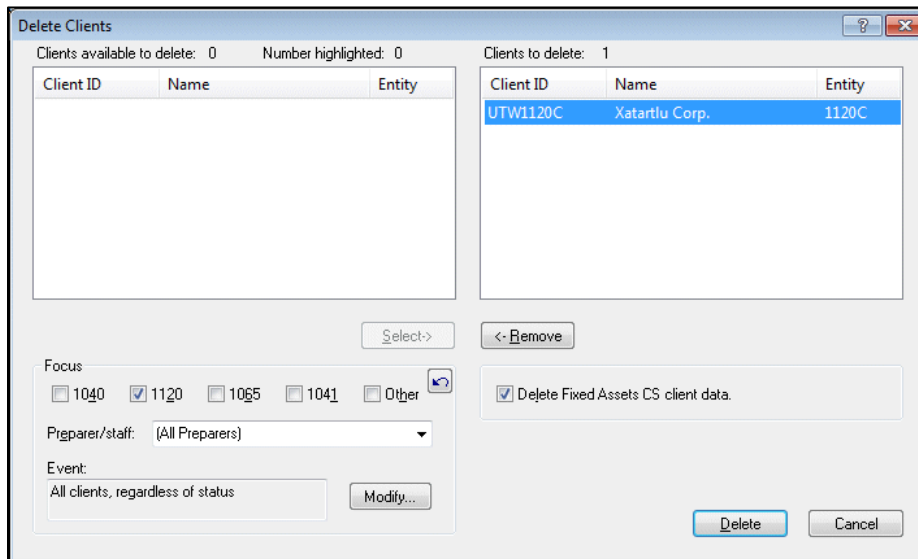 Delete Clients
Clients available to delete: 0 Number highlighted: 0
Client ID Name Entity
Clients to delete: 1
Client ID Name Entity
UTW1120C Xatartlu Corp. 1120C
Select->
<- Remove
Focus
1040 1120 1065 1041 Other
Preparer/staff: (All Preparers)
Event:
All clients, regardless of status
Modify...
Delete Fixed Assets CS client data.
Delete Cancel